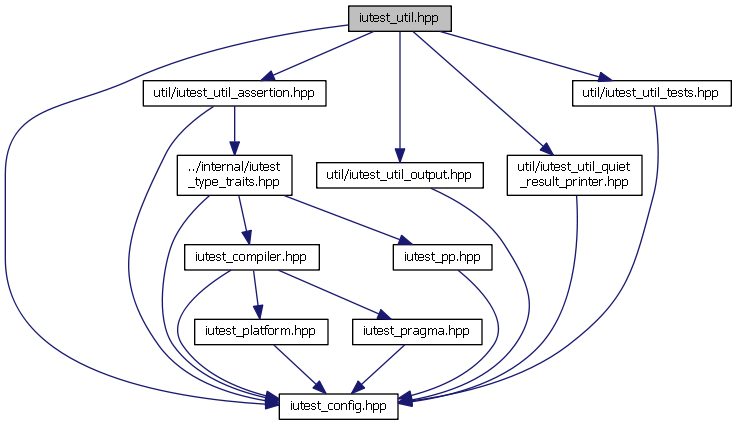 iutest_util.hpp
util/iutest_util_assertion.hpp
util/iutest_util_tests.hpp
../internal/iutest
_type_traits.hpp
util/iutest_util_output.hpp
util/iutest_util_quiet
_result_printer.hpp
iutest_compiler.hpp
iutest_pp.hpp
iutest_platform.hpp
iutest_pragma.hpp
iutest_config.hpp